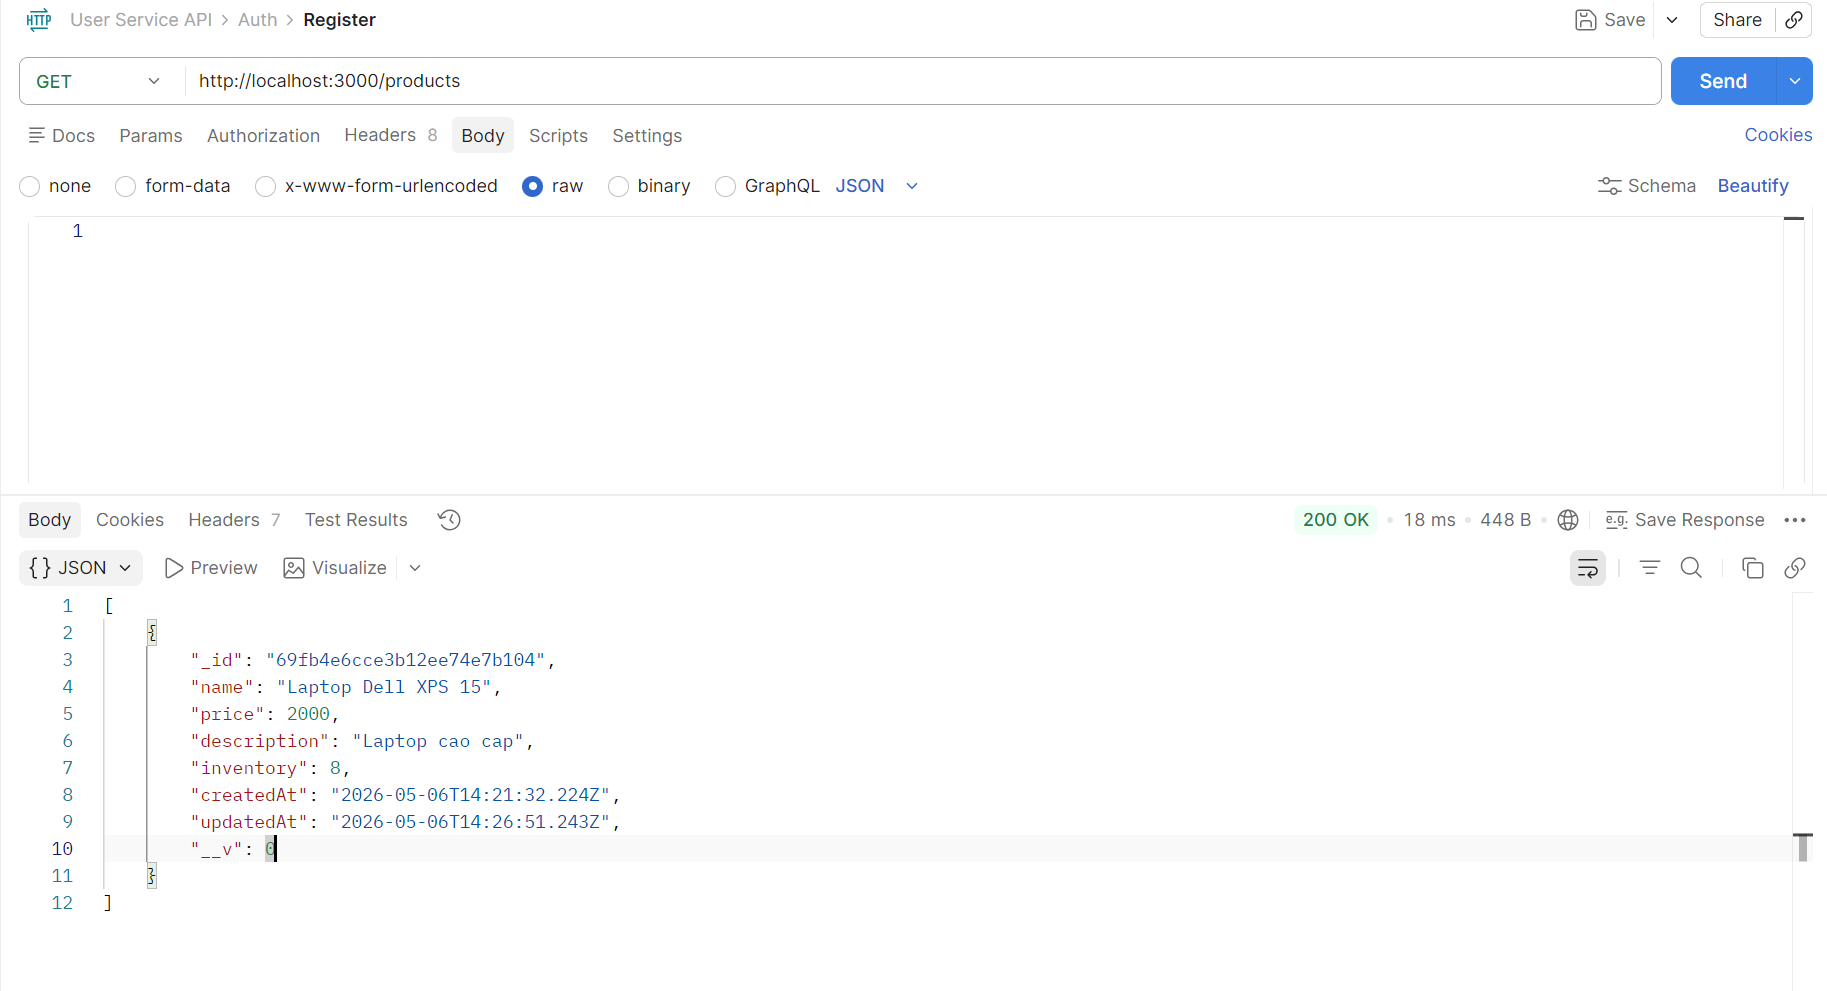 HTTP User Service API > Auth > Register Save Share
GET http://localhost:3000/products Send
Docs Params Authorization Headers 8 Body Scripts Settings Cookies
none form-data x-www-form-urlencoded raw binary GraphQL JSON Schema Beautify
1
Body Cookies Headers 7 Test Results 200 OK • 18 ms • 448 B • e.g. Save Response
{} JSON Preview Visualize
1 [
2 {
3 "_id": "69fb4e6cce3b12ee74e7b104",
4 "name": "Laptop Dell XPS 15",
5 "price": 2000,
6 "description": "Laptop cao cap",
7 "inventory": 8,
8 "createdAt": "2026-05-06T14:21:32.224Z",
9 "updatedAt": "2026-05-06T14:26:51.243Z",
10 "__v": 0
11 }
12 ]